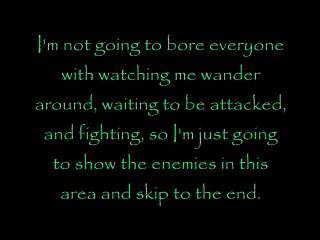 I'm not going to bore everyone
with watching me wander
around, waiting to be attacked,
and fighting, so I'm just going
to show the enemies in this
area and skip to the end.